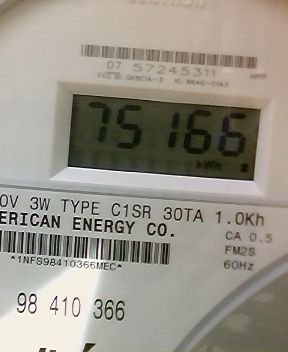 07 57245311
75166
kWh
0V 3W TYPE C1SR 30TA 1.0Kh
ERICAN ENERGY CO.
CA 0.5
FM2S
60Hz
*1NFS98410366MEC*
98 410 366